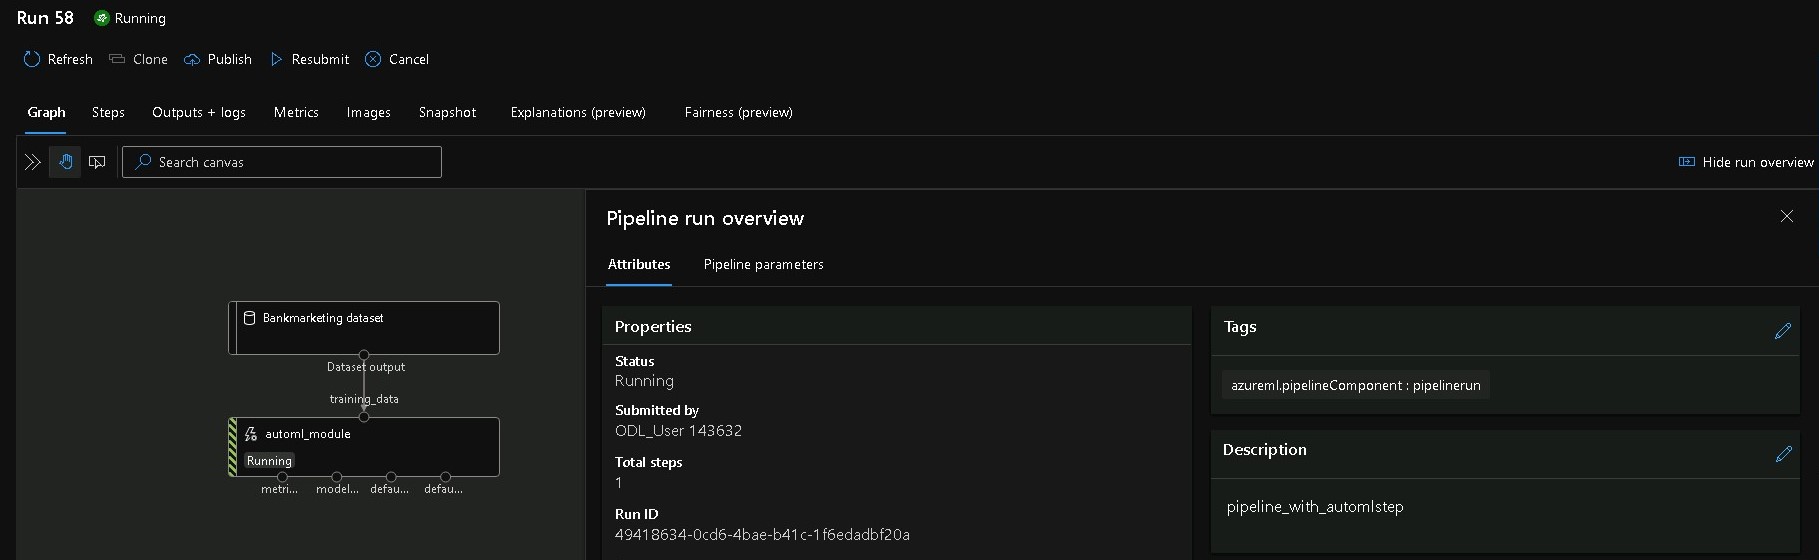 Run 58 Running
Refresh Clone Publish Resubmit Cancel
Graph Steps Outputs + logs Metrics Images Snapshot Explanations (preview) Fairness (preview)
Search canvas
Hide run overview
Bankmarketing dataset
Dataset output
training_data
automl_module
Running
metri... model... defau... defau...
Pipeline run overview
Attributes Pipeline parameters
Properties
Status
Running
Submitted by
ODL_User 143632
Total steps
1
Run ID
49418634-0cd6-4bae-b41c-1f6edadbf20a
Tags
azureml.pipelineComponent : pipelinerun
Description
pipeline_with_automlstep